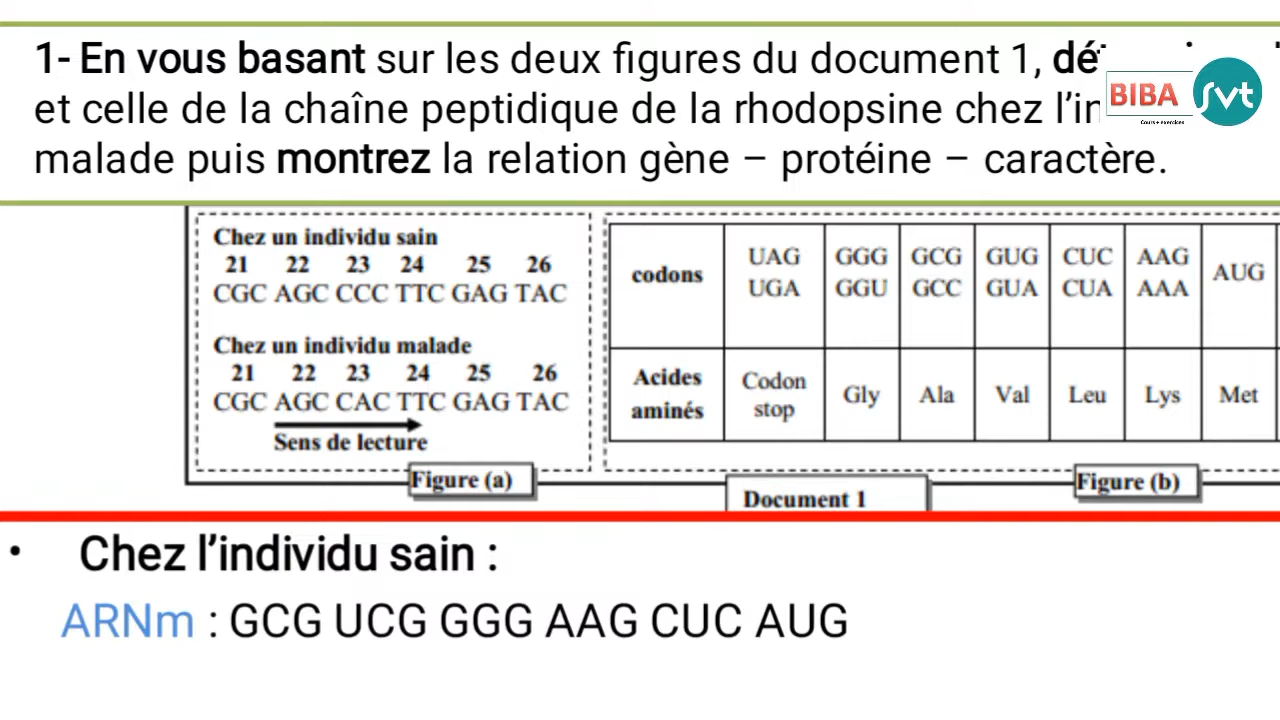 1- En vous basant sur les deux figures du document 1,
et celle de la chaîne peptidique de la rhodopsine chez
malade puis montrez la relation gène – protéine – caractère.
BIBA
Cours + exercices
svt
Chez un individu sain
21 22 23 24 25 26
CGC AGC CCC TTC GAG TAC
Chez un individu malade
21 22 23 24 25 26
CGC AGC CAC TTC GAG TAC
Sens de lecture
Figure (a)
codons UAG GGG GCG GUG CUC AAG AUG
UGA GGU GCC GUA CUA AAA
Acides aminés Codon stop Gly Ala Val Leu Lys Met
Figure (b)
Document 1
• Chez l’individu sain :
ARNm : GCG UCG GGG AAG CUC AUG